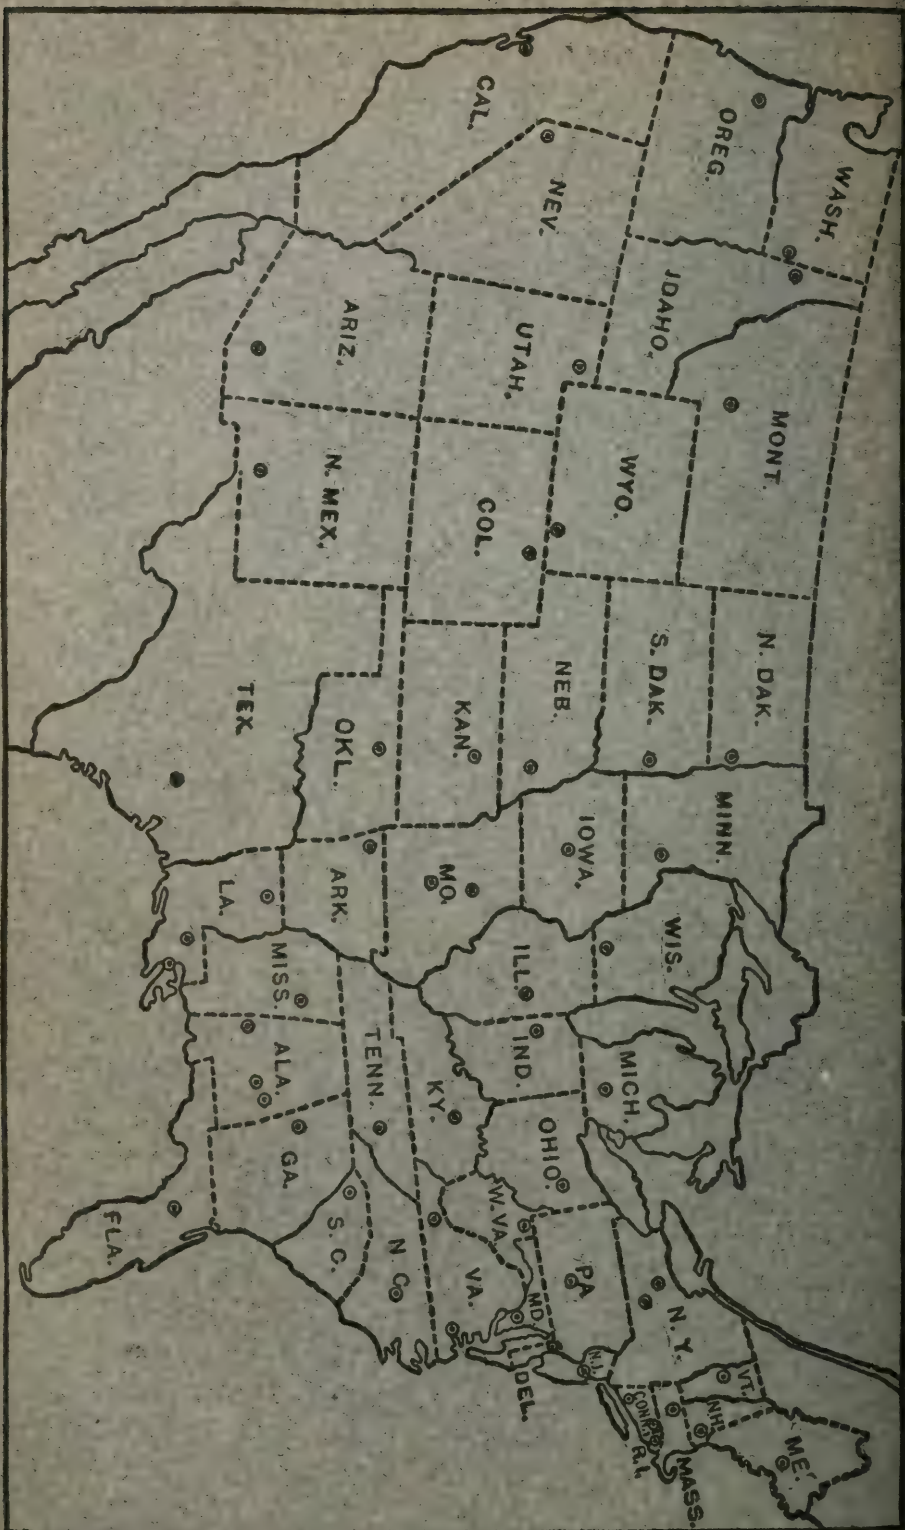 WASH.
OREG.
CAL.
NEV.
IDAHO,
MONT.
WYO.
UTAH,
ARIZ,
COL.
N. MEX,
N. DAK.
S. DAK.
NEB.
KAN.
OKL.
TEX
MINN.
IOWA.
MO.
ARK.
LA.
WIS.
ILL.
MISS.
MICH.
IND.
OHIO.
KY.
TENN.
ALA.
GA.
FLA.
S. C.
N C.
VA.
W. VA.
MD.
DEL.
PA
N.J.
N. Y.
CONN.
R.I.
MASS.
VT.
N.H.
ME.